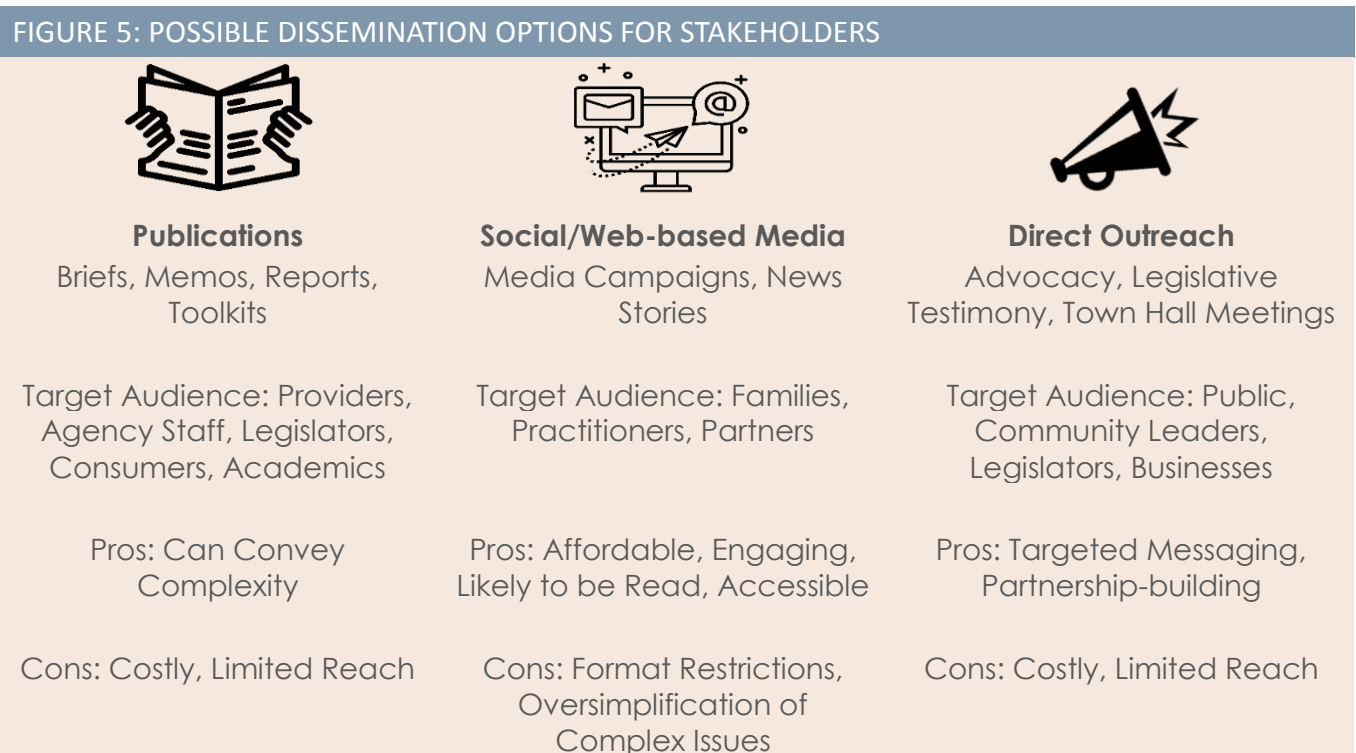 FIGURE 5: POSSIBLE DISSEMINATION OPTIONS FOR STAKEHOLDERS
Publications
Briefs, Memos, Reports,
Toolkits
Target Audience: Providers,
Agency Staff, Legislators,
Consumers, Academics
Pros: Can Convey
Complexity
Cons: Costly, Limited Reach
@
Social/Web-based Media
Media Campaigns, News
Stories
Target Audience: Families,
Practitioners, Partners
Pros: Affordable, Engaging,
Likely to be Read, Accessible
Cons: Format Restrictions,
Oversimplification of
Complex Issues
Direct Outreach
Advocacy, Legislative
Testimony, Town Hall Meetings
Target Audience: Public,
Community Leaders,
Legislators, Businesses
Pros: Targeted Messaging,
Partnership-building
Cons: Costly, Limited Reach